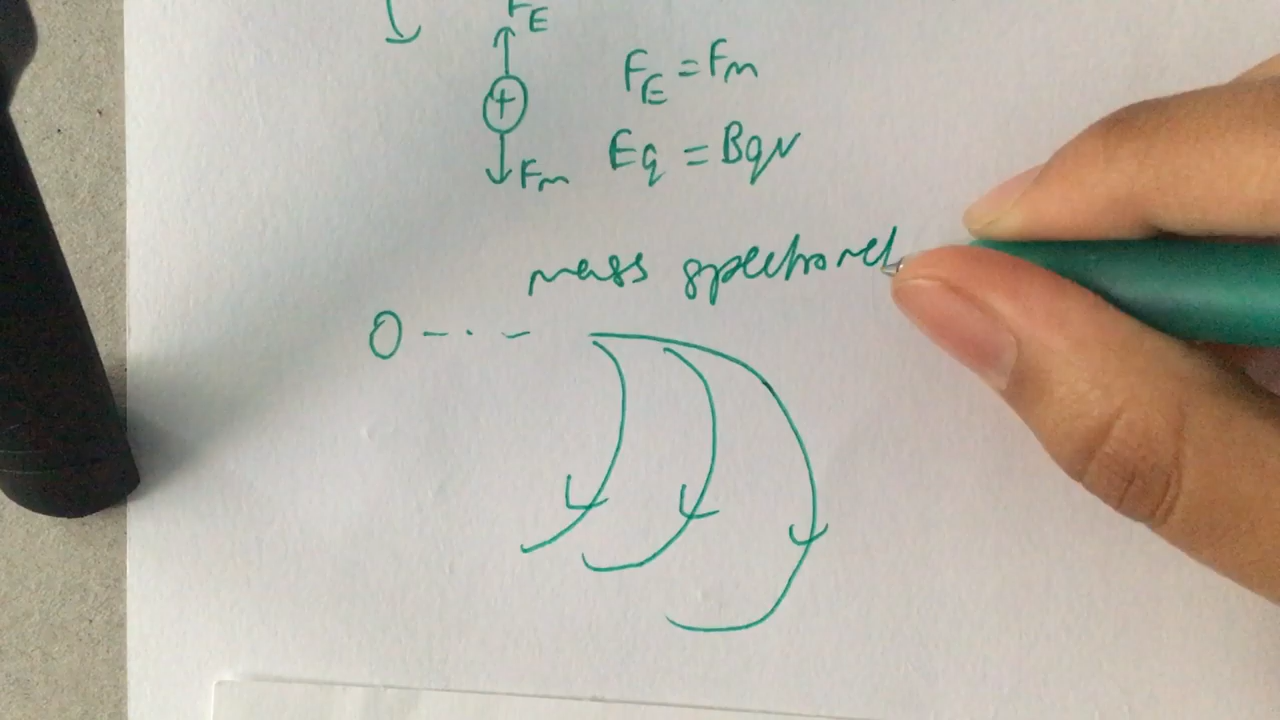 FE
+
FE = Fm
Fm
Eq = Bqv
mass spectromet